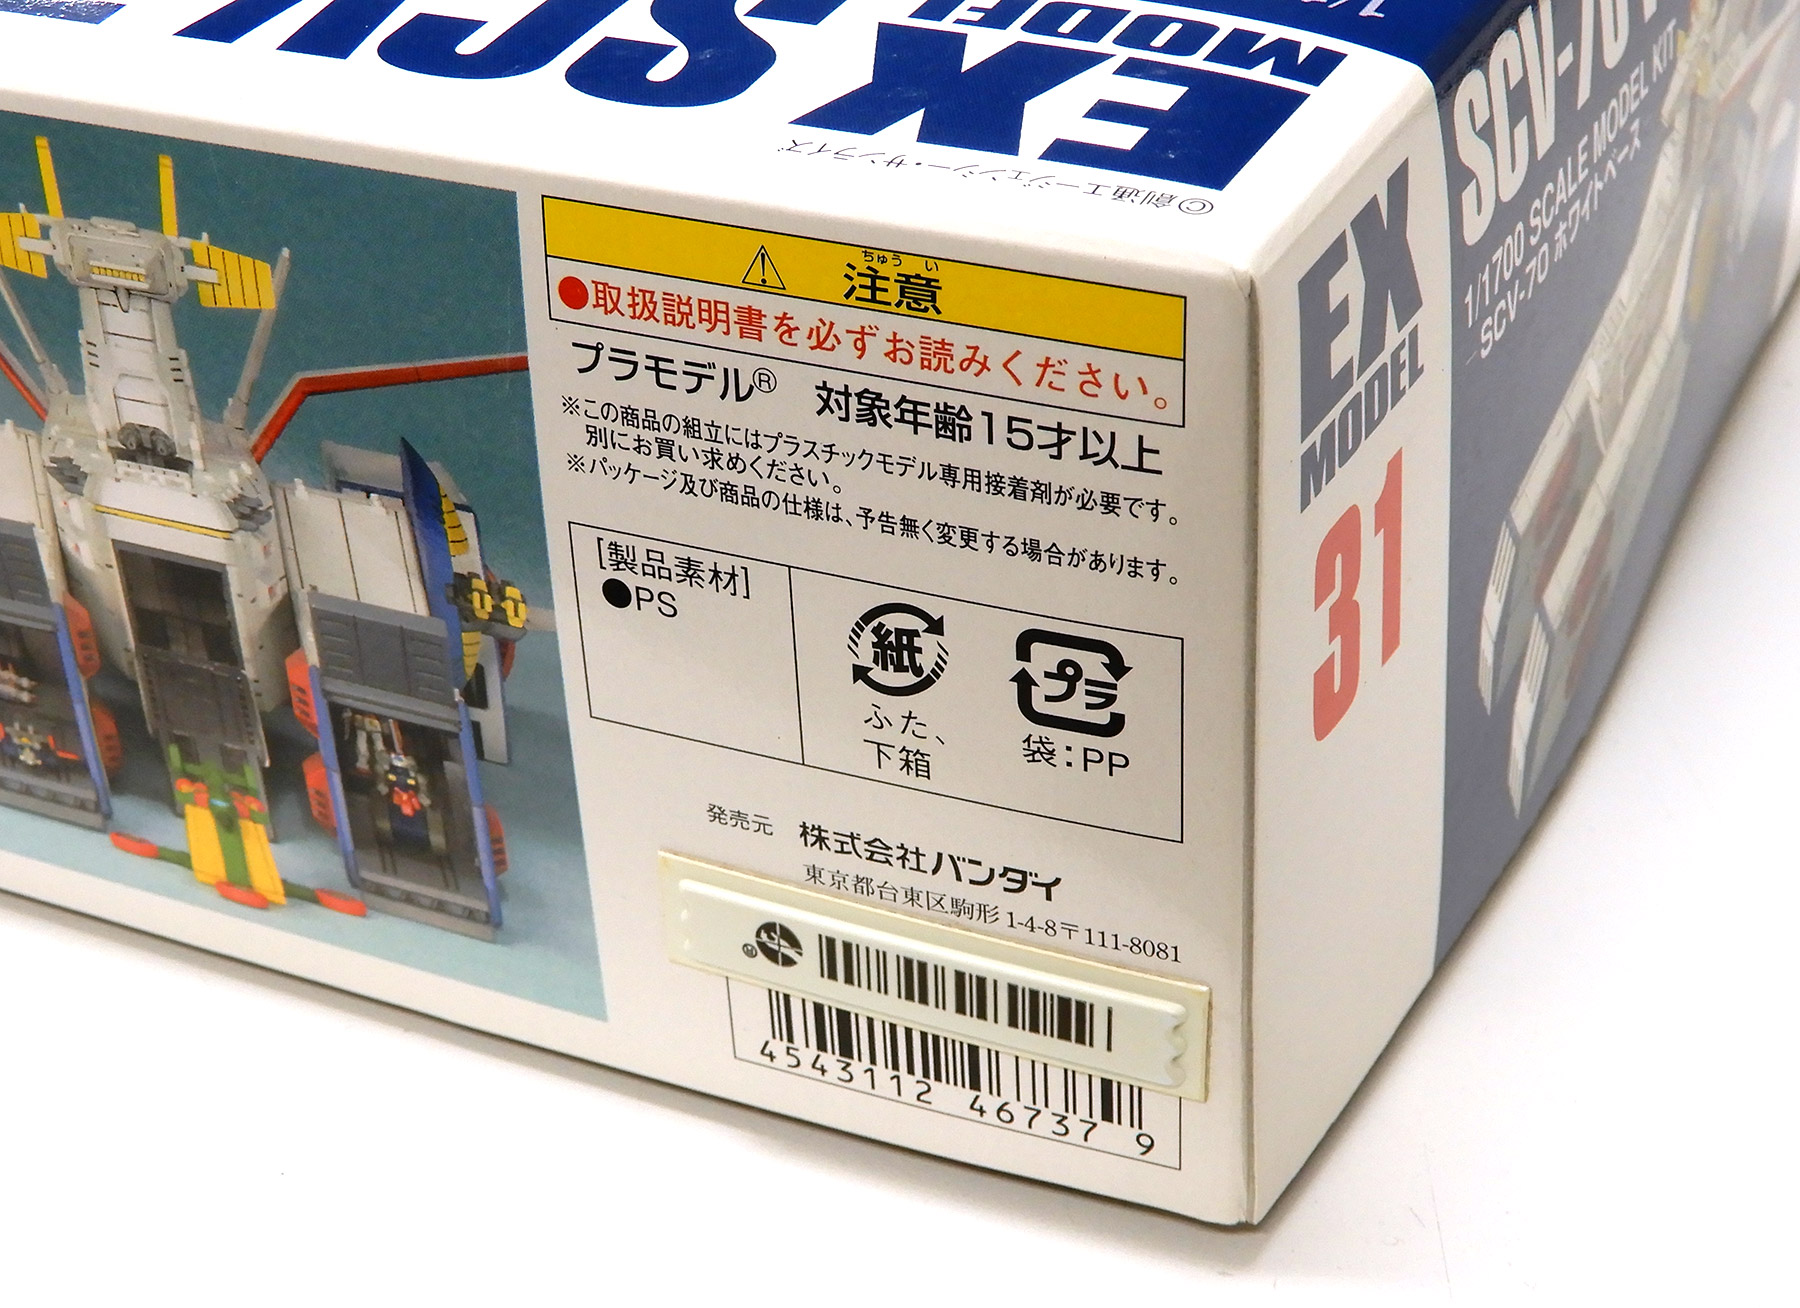 EX
MODEL
©創通エージェンシー・サンライズ
注意
ちゅう い
●取扱説明書を必ずお読みください。
プラモデル® 対象年齢15才以上
※この商品の組立にはプラスチックモデル専用接着剤が必要です。
別にお買い求めください。
※パッケージ及び商品の仕様は、予告無く変更する場合があります。
[製品素材]
●PS
紙
ふた、
下箱
プラ
袋:PP
発売元 株式会社バンダイ
東京都台東区駒形1-4-8〒111-8081
4543112 46737 9
EX
MODEL
31
SCV-70
1/1700 SCALE MODEL KIT
SCV-70 ホワイトベース